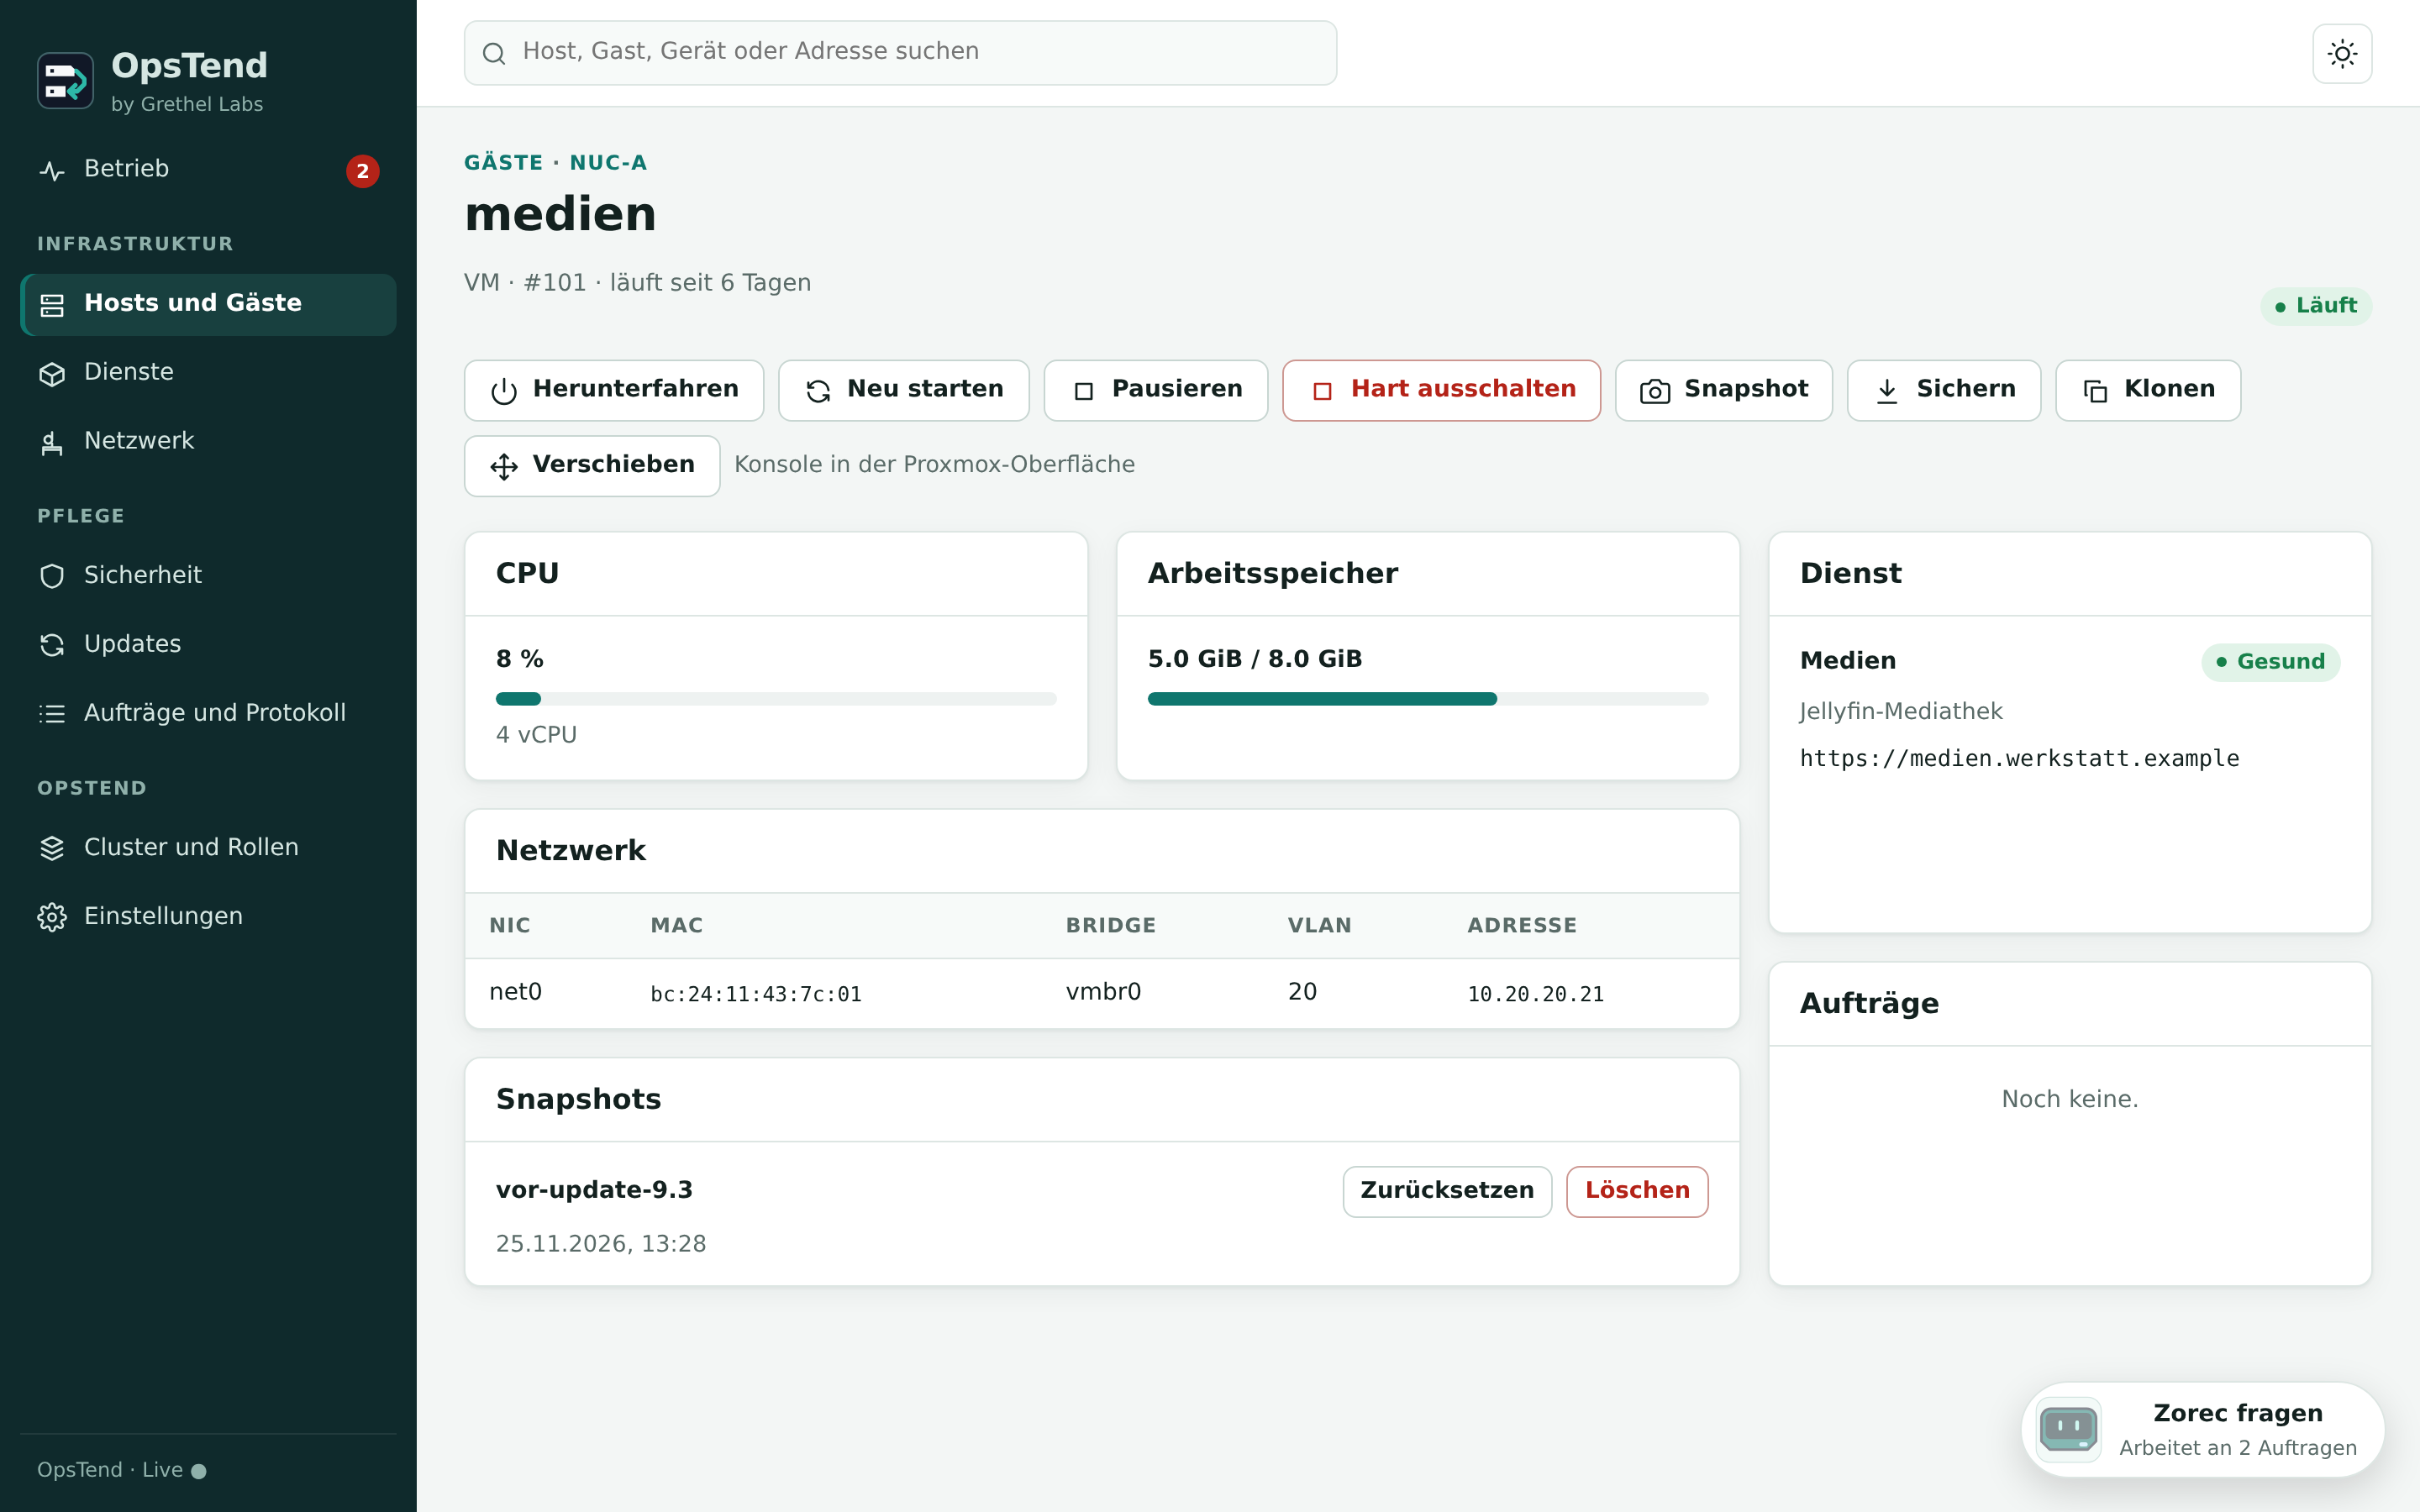 OpsTend
by Grethel Labs
Betrieb
2
INFRASTRUKTUR
Hosts und Gäste
Dienste
Netzwerk
PFLEGE
Sicherheit
Updates
Aufträge und Protokoll
OPSTEND
Cluster und Rollen
Einstellungen
OpsTend · Live
Host, Gast, Gerät oder Adresse suchen
GÄSTE · NUC-A
medien
VM · #101 · läuft seit 6 Tagen
Läuft
Herunterfahren
Neu starten
Pausieren
Hart ausschalten
Snapshot
Sichern
Klonen
Verschieben
Konsole in der Proxmox-Oberfläche
CPU
8 %
4 vCPU
Arbeitsspeicher
5.0 GiB / 8.0 GiB
Dienst
Medien
Gesund
Jellyfin-Mediathek
https://medien.werkstatt.example
Netzwerk
NIC MAC BRIDGE VLAN ADRESSE
net0 bc:24:11:43:7c:01 vmbr0 20 10.20.20.21
Aufträge
Noch keine.
Snapshots
vor-update-9.3
Zurücksetzen
Löschen
25.11.2026, 13:28
Zorec fragen
Arbeitet an 2 Auftragen